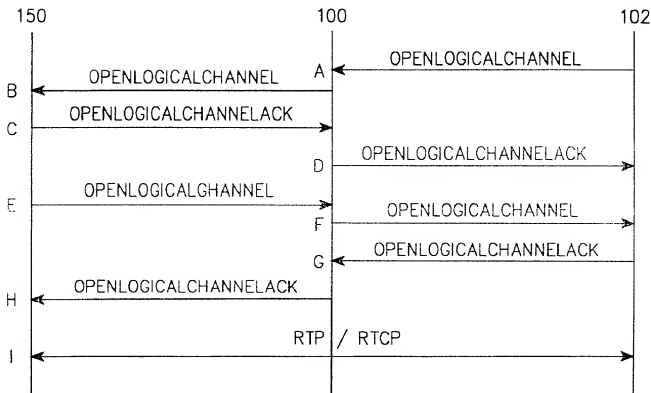 150 100 102
A OPENLOGICALCHANNEL
B OPENLOGICALCHANNEL
C OPENLOGICALCHANNELACK
D OPENLOGICALCHANNELACK
E OPENLOGICALGHANNEL
F OPENLOGICALCHANNEL
G OPENLOGICALCHANNELACK
H OPENLOGICALCHANNELACK
I RTP / RTCP